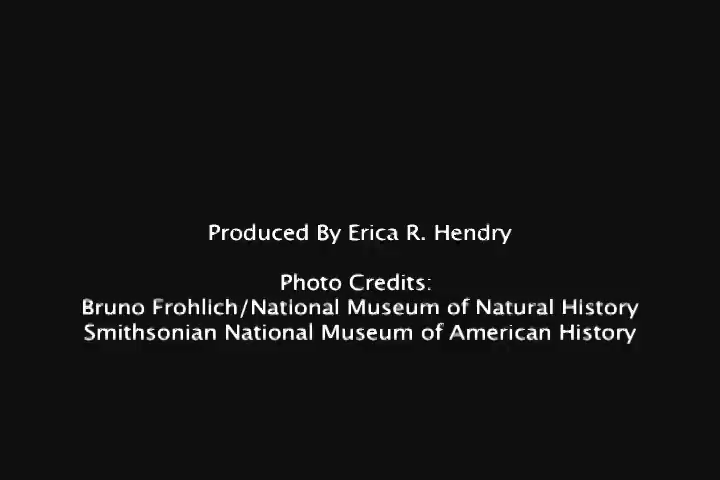 Produced By Erica R. Hendry
Photo Credits:
Bruno Frohlich/National Museum of Natural History
Smithsonian National Museum of American History